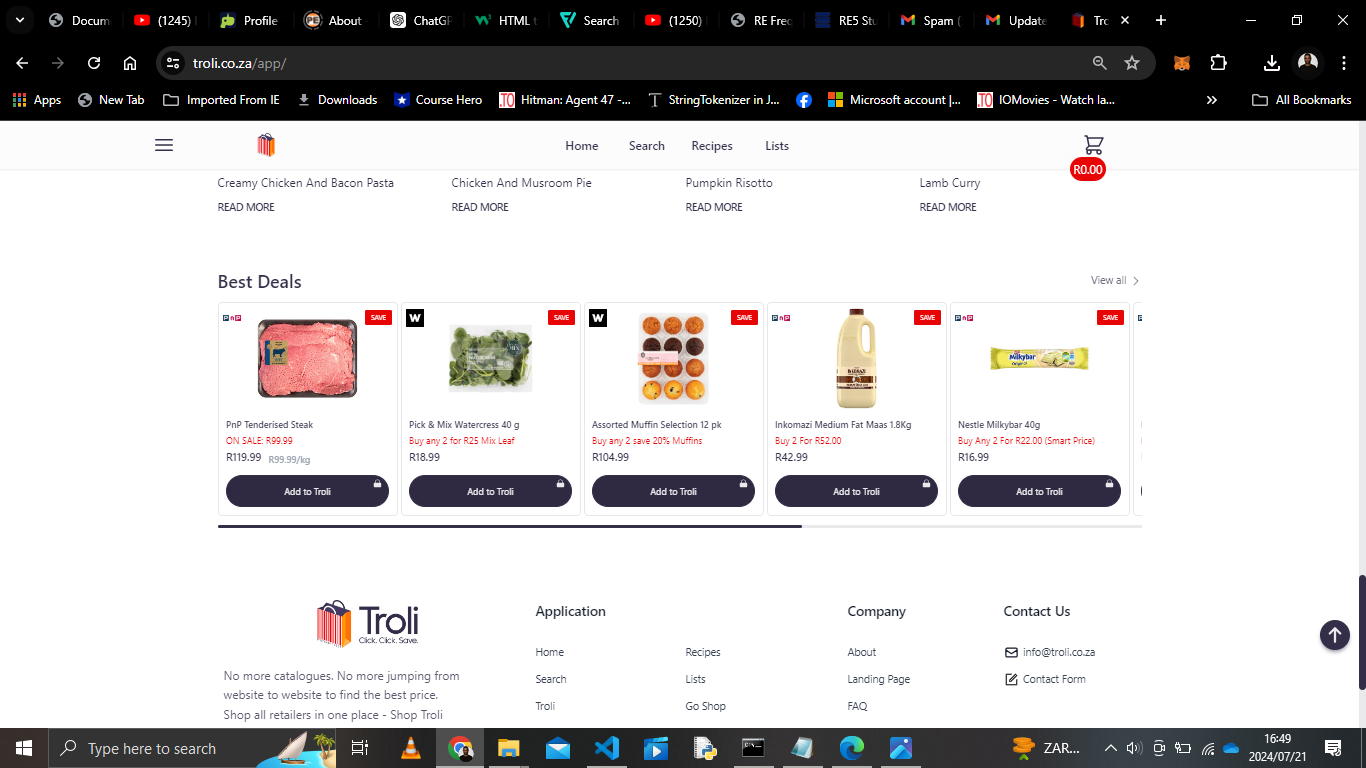 Docum
(1245)
Profile
About
ChatGP
HTML t
Search
(1250)
RE Freq
RE5 Stu
Spam (
Update
Tro
troli.co.za/app/
Apps
New Tab
Imported From IE
Downloads
Course Hero
Hitman: Agent 47 -...
StringTokenizer in J...
Microsoft account |...
IOMovies - Watch la...
All Bookmarks
Home
Search
Recipes
Lists
R0.00
Creamy Chicken And Bacon Pasta
Chicken And Musroom Pie
Pumpkin Risotto
Lamb Curry
READ MORE
READ MORE
READ MORE
READ MORE
Best Deals
View all
SAVE
PnP Tenderised Steak
ON SALE: R99.99
R119.99 R99.99/kg
Add to Troli
W
SAVE
Pick & Mix Watercress 40 g
Buy any 2 for R25 Mix Leaf
R18.99
Add to Troli
W
SAVE
Assorted Muffin Selection 12 pk
Buy any 2 save 20% Muffins
R104.99
Add to Troli
SAVE
Inkomazi Medium Fat Maas 1.8Kg
Buy 2 For R52.00
R42.99
Add to Troli
Milkybar
SAVE
Nestle Milkybar 40g
Buy Any 2 For R22.00 (Smart Price)
R16.99
Add to Troli
Troli
Click. Click. Save.
No more catalogues. No more jumping from
website to website to find the best price.
Shop all retailers in one place - Shop Troli
Application
Home
Search
Troli
Recipes
Lists
Go Shop
Company
About
Landing Page
FAQ
Contact Us
info@troli.co.za
Contact Form
Type here to search
ZAR...
16:49
2024/07/21